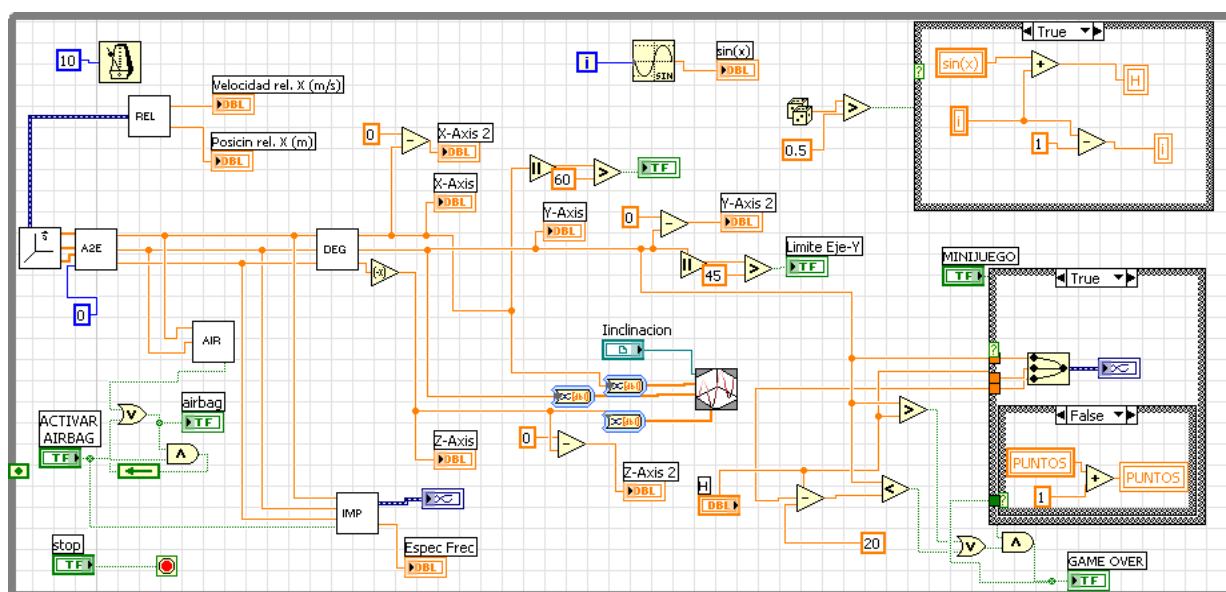 10
Velocidad rel. X (m/s)
DBL
REL
Posicin rel. X (m)
DBL
i
SIN
sin(x)
DBL
True
sin(x)
+
H
?
i
1
-
i
>
0.5
0
-
X-Axis 2
DBL
X-Axis
DBL
60
>
TF
Y-Axis
DBL
0
-
Y-Axis 2
DBL
A2E
DEG
(-x)
45
>
Limite Eje-Y
TF
MINIJUEGO
TF
True
?
0
AIR
Iinclinacion
[ab]
[ab]
[ab]
ACTIVAR
AIRBAG
TF
V
airbag
TF
Λ
Z-Axis
DBL
0
-
Z-Axis 2
DBL
H
DBL
-
>
<
20
False
PUNTOS
+
PUNTOS
1
?
IMP
Espec Frec
DBL
stop
TF
V
Λ
GAME OVER
TF